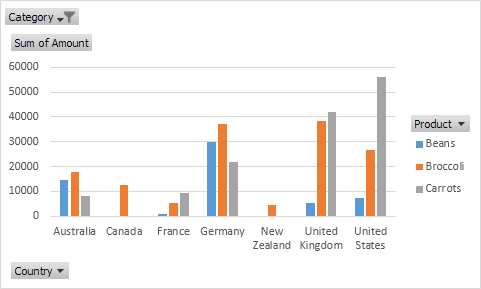 Category
Sum of Amount
60000
50000
40000
30000
20000
10000
0
Australia Canada France Germany New Zealand United Kingdom United States
Product
Beans
Broccoli
Carrots
Country